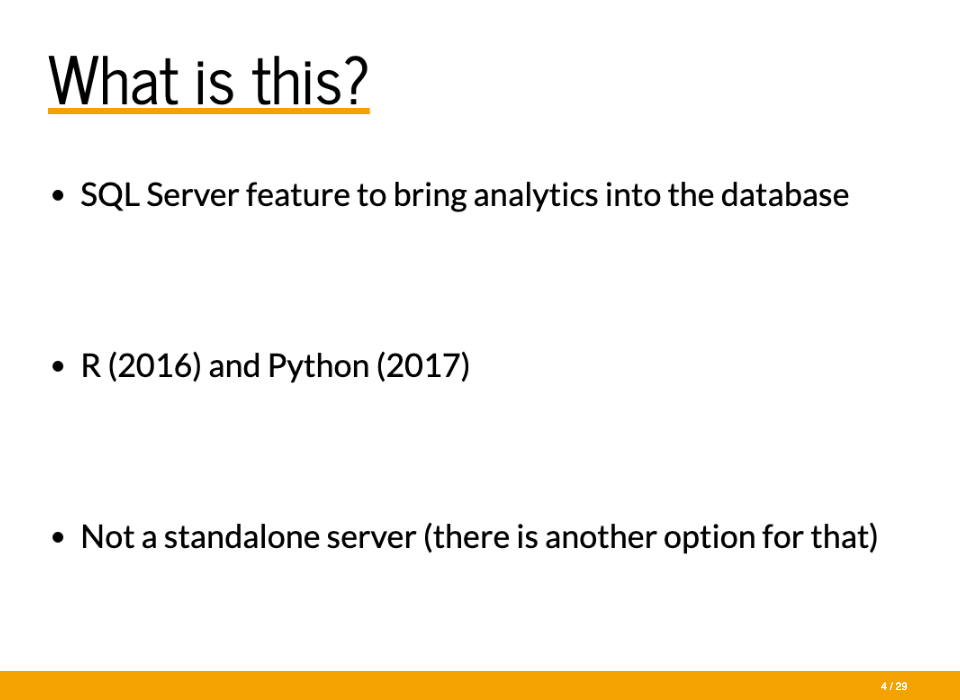 What is this?
• SQL Server feature to bring analytics into the database
• R (2016) and Python (2017)
• Not a standalone server (there is another option for that)
4 / 29